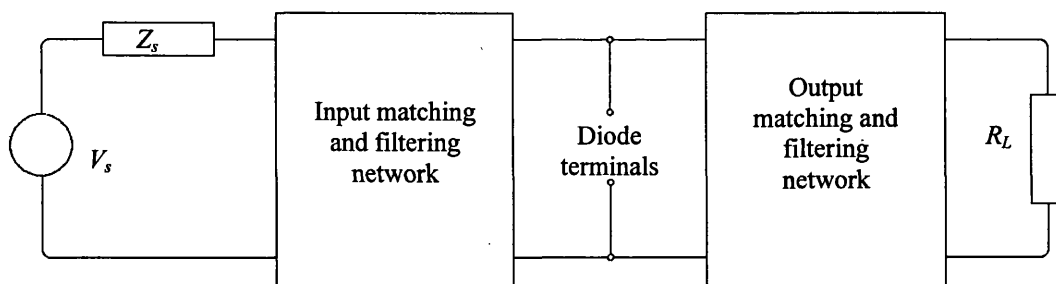 Z_s
V_s
Input matching
and filtering
network
Diode
terminals
Output
matching and
filtering
network
R_L